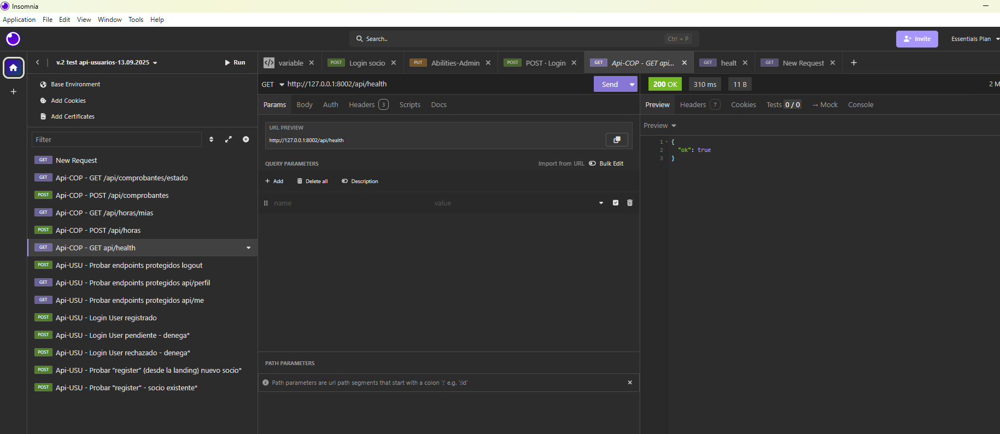 Insomnia
Application File Edit View Window Tools Help
Search.. Ctrl + P
Invite
Essentials Plan
v.2 test api-usuarios-13.09.2025
Run
Base Environment
Add Cookies
Add Certificates
Filter
GET New Request
GET Api-COP - GET /api/comprobantes/estado
POST Api-COP - POST /api/comprobantes
GET Api-COP - GET /api/horas/mias
POST Api-COP - POST /api/horas
GET Api-COP - GET api/health
POST Api-USU - Probar endpoints protegidos logout
GET Api-USU - Probar endpoints protegidos api/perfil
GET Api-USU - Probar endpoints protegidos api/me
POST Api-USU - Login User registrado
POST Api-USU - Login User pendiente - denega*
POST Api-USU - Login User rechazado - denega*
POST Api-USU - Probar "register" (desde la landing) nuevo socio*
POST Api-USU - Probar "register" - socio existente*
variable
POST Login socio
PUT Abilities-Admin
POST POST · Login
GET Api-COP - GET api...
GET healt
GET New Request
GET http://127.0.0.1:8002/api/health
Send
Params Body Auth Headers 3 Scripts Docs
URL PREVIEW
http://127.0.0.1:8002/api/health
QUERY PARAMETERS
Import from URL Bulk Edit
Add Delete all Description
name value
PATH PARAMETERS
Path parameters are url path segments that start with a colon ':' e.g. ':id'
200 OK 310 ms 11 B 2 M
Preview Headers 7 Cookies Tests 0 / 0 → Mock Console
Preview
1 {
2 "ok": true
3 }